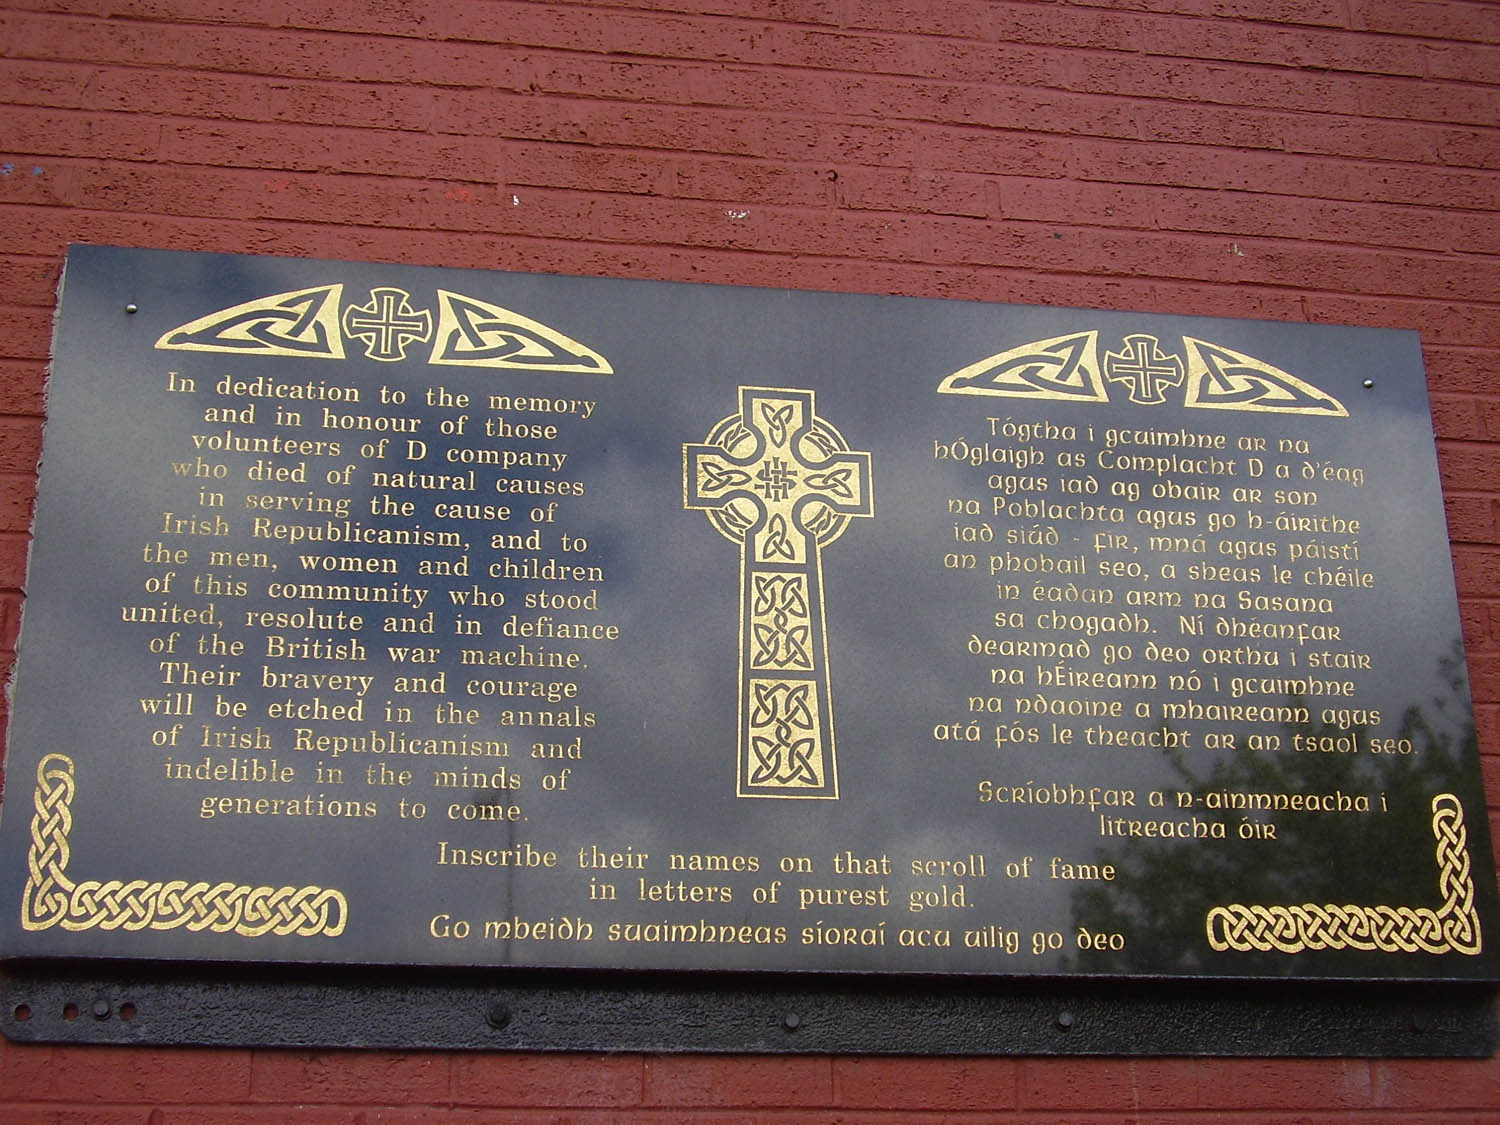 In dedication to the memory
and in honour of those
volunteers of D company
who died of natural causes
in serving the cause of
Irish Republicanism, and to
the men, women and children
of this community who stood
united, resolute and in defiance
of the British war machine.
Their bravery and courage
will be etched in the annals
of Irish Republicanism and
indelible in the minds of
generations to come.
Tógtha i gcuimhne ar na
hÓglaigh as Complacht D a d'éag
agus iad ag obair ar son
na Poblachta agus go h-áirithe
iad siúd - fir, mná agus páistí
an phobail seo, a sheas le chéile
in éadan arm na Sasana
sa chogadh. Ní dhéanfar
dearmad go deo orthu i stair
na hÉireann nó i gcuimhne
na ndaoine a mhaireann agus
atá fós le theacht ar an tsaol seo.
Scríobhfar a n-ainmneacha i
litreacha óir
Inscribe their names on that scroll of fame
in letters of purest gold.
Go mbeidh suaimhneas síoraí acu uilig go deo